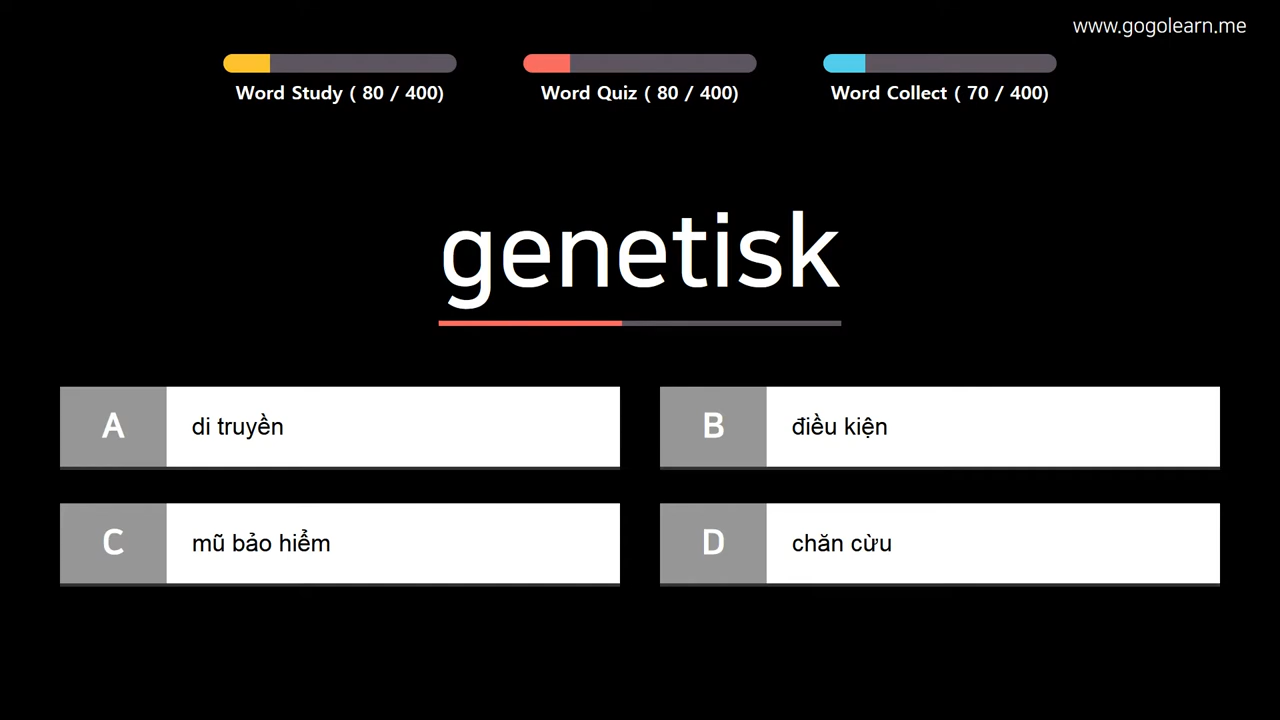 www.gogolearn.me
Word Study ( 80 / 400)
Word Quiz ( 80 / 400)
Word Collect ( 70 / 400)
genetisk
A
di truyền
B
điều kiện
C
mũ bảo hiểm
D
chăn cừu